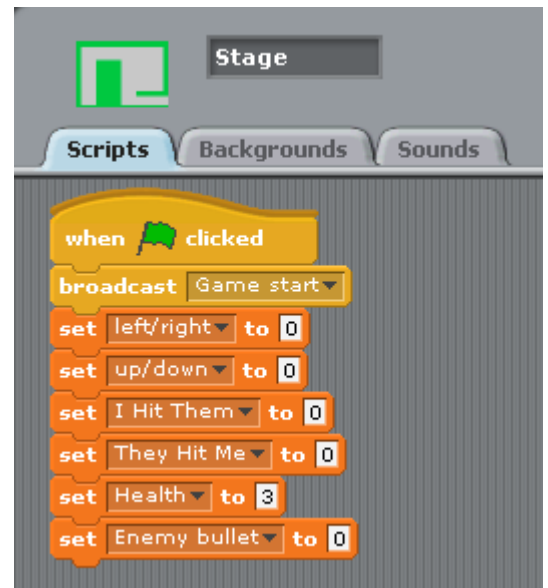 Stage
Scripts Backgrounds Sounds
when clicked
broadcast Game start
set left/right to 0
set up/down to 0
set I Hit Them to 0
set They Hit Me to 0
set Health to 3
set Enemy bullet to 0